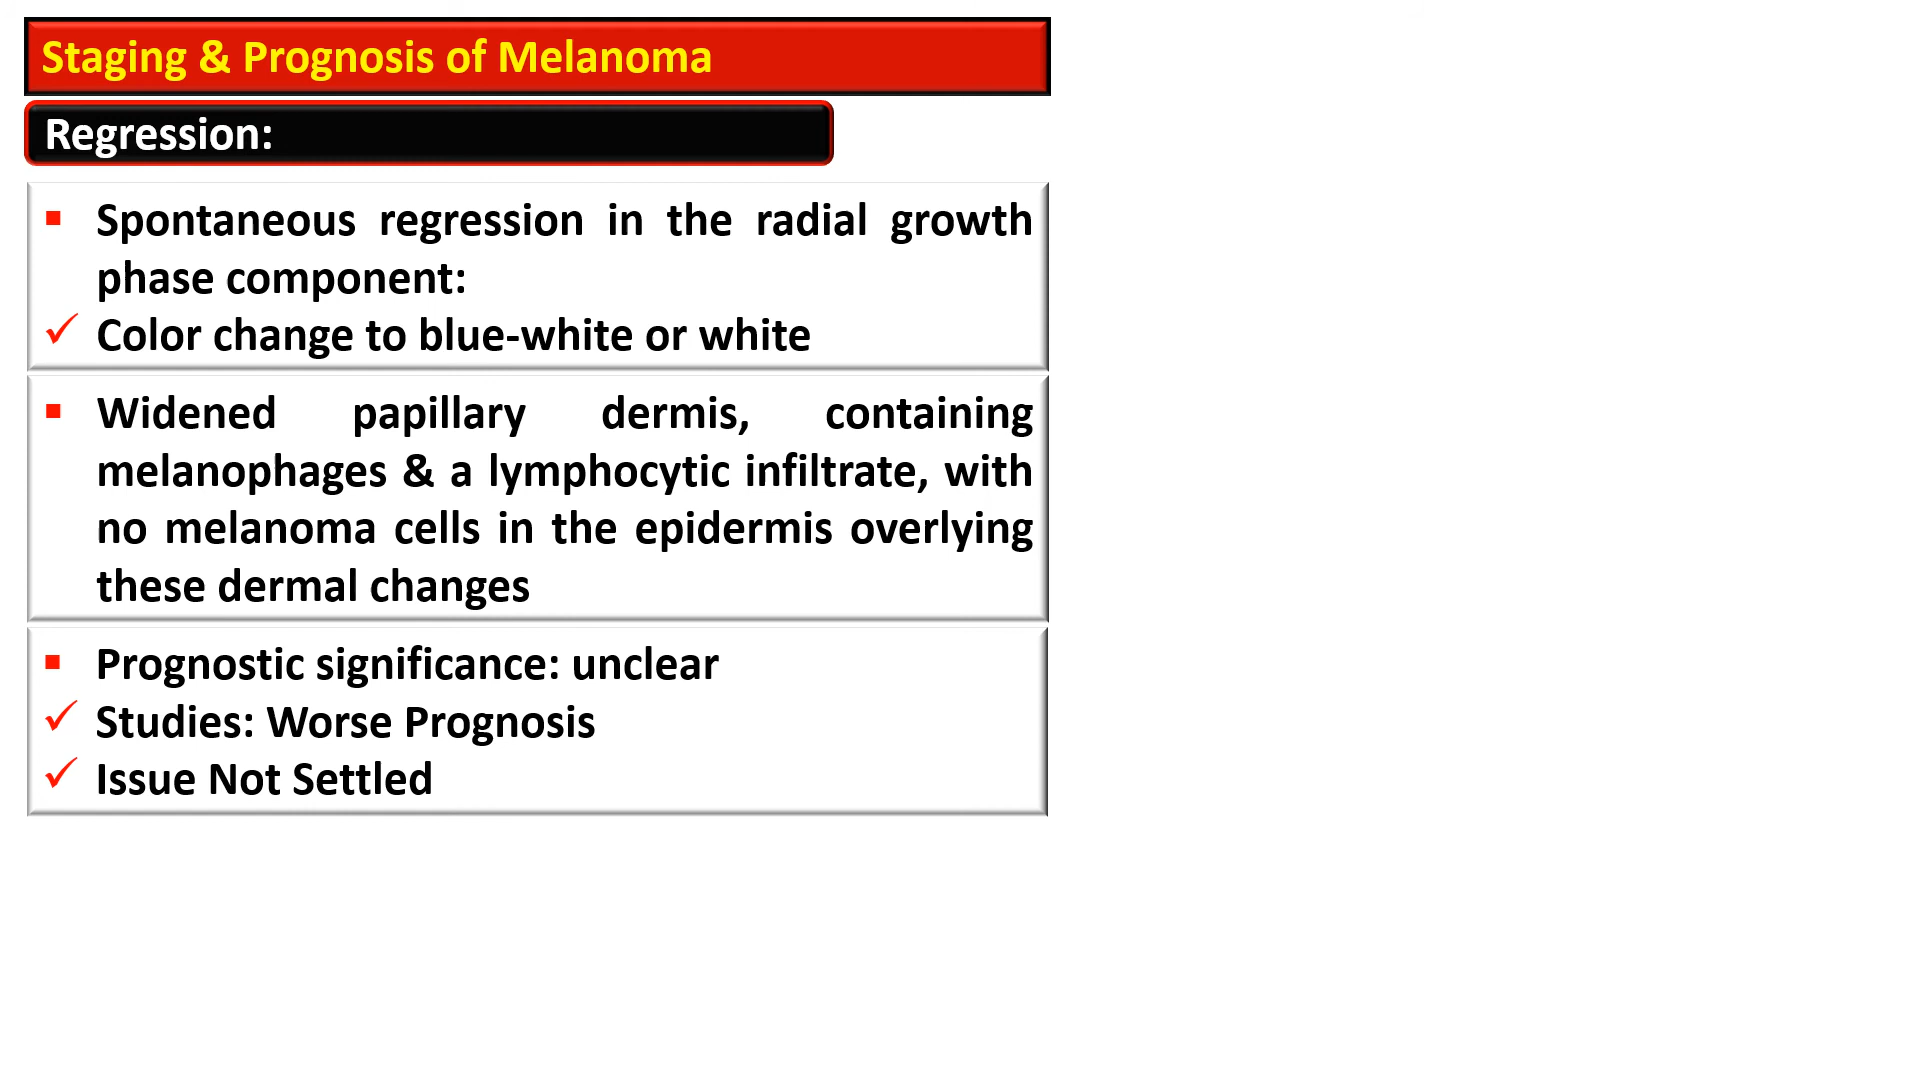 Staging & Prognosis of Melanoma
Regression:
▪ Spontaneous regression in the radial growth
phase component:
✓ Color change to blue-white or white
▪ Widened papillary dermis, containing
melanophages & a lymphocytic infiltrate, with
no melanoma cells in the epidermis overlying
these dermal changes
▪ Prognostic significance: unclear
✓ Studies: Worse Prognosis
✓ Issue Not Settled